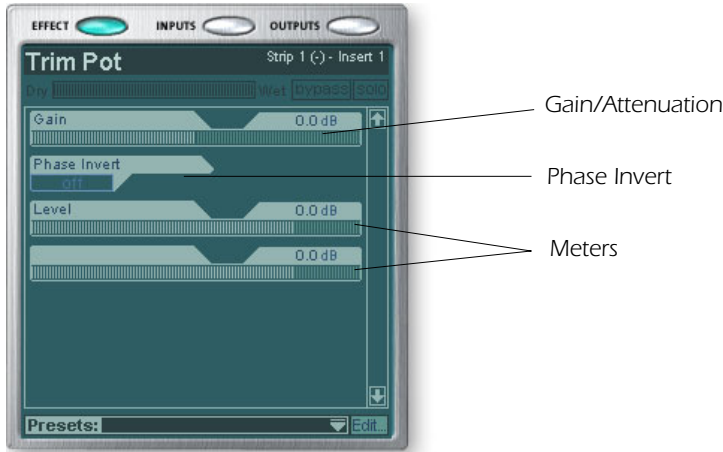 EFFECT INPUTS OUTPUTS
Trim Pot Strip 1 (-) - Insert 1
Dry Wet bypass solo
Gain 0.0 dB
Gain/Attenuation
Phase Invert
off
Phase Invert
Level 0.0 dB
Meters
0.0 dB
Presets: Edit...